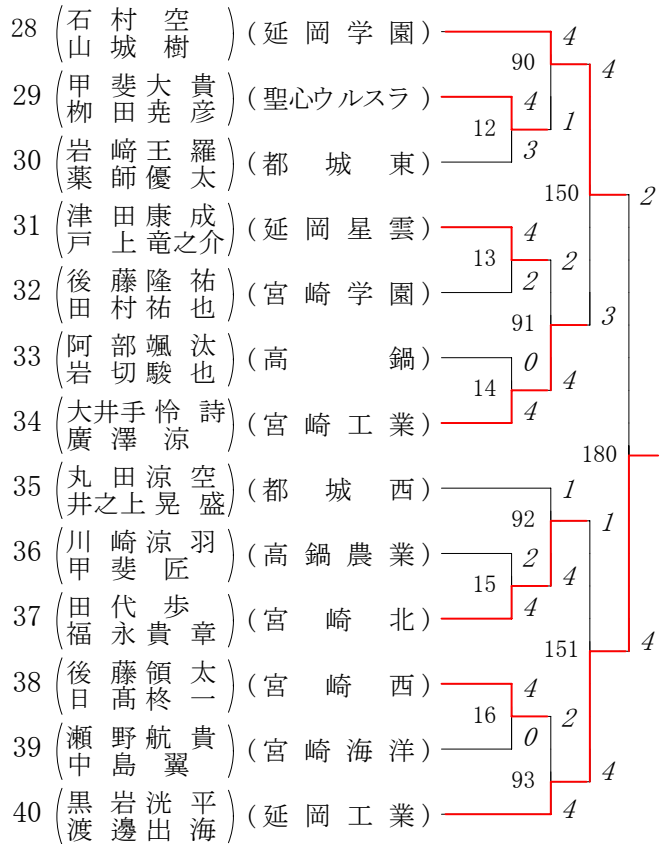 28 石村空 山城樹 (延岡学園) 4
90 4
29 甲斐大貴 栁田尭彦 (聖心ウルスラ) 4
12 1
30 岩﨑王羅 薬師優太 (都城東) 3
150 2
31 津田康成 戸上竜之介 (延岡星雲) 4
13 2
32 後藤隆祐 田村祐也 (宮崎学園) 2
91 3
33 阿部颯汰 岩切駿也 (高鍋) 0
14 4
34 大井手怜詩 廣澤涼 (宮崎工業) 4
180
35 丸田涼空 井之上晃盛 (都城西) 1
92 1
36 川崎涼羽 甲斐匠 (高鍋農業) 2
15 4
37 田代歩 福永貴章 (宮崎北) 4
151 4
38 後藤領太 日髙柊一 (宮崎西) 4
16 2
39 瀬野航貴 中島翼 (宮崎海洋) 0
93 4
40 黒岩洸平 渡邊出海 (延岡工業) 4